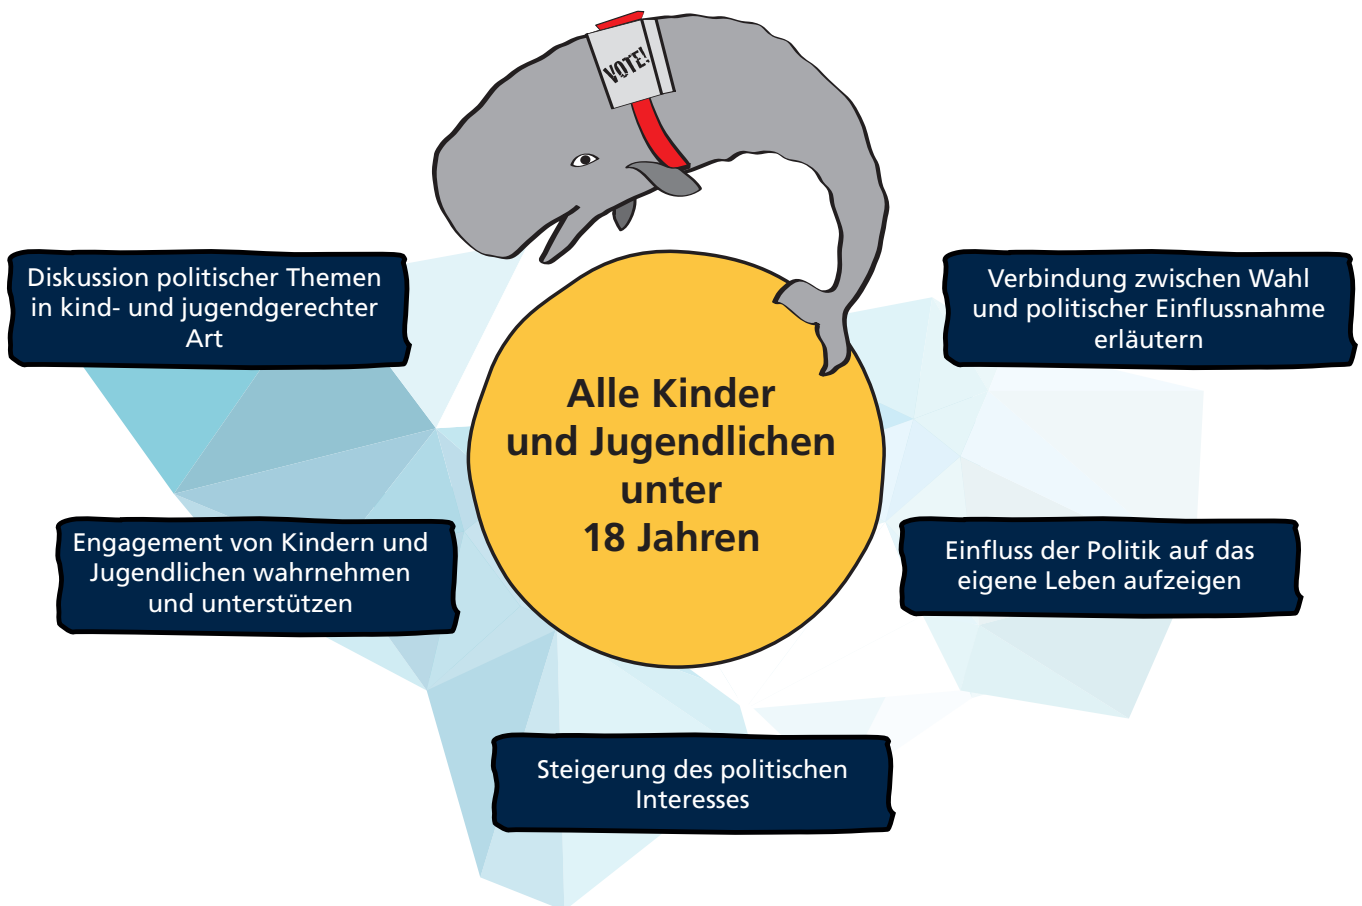 VOTE!
Diskussion politischer Themen
in kind- und jugendgerechter
Art
Verbindung zwischen Wahl
und politischer Einflussnahme
erläutern
Alle Kinder
und Jugendlichen
unter
18 Jahren
Engagement von Kindern und
Jugendlichen wahrnehmen
und unterstützen
Einfluss der Politik auf das
eigene Leben aufzeigen
Steigerung des politischen
Interesses